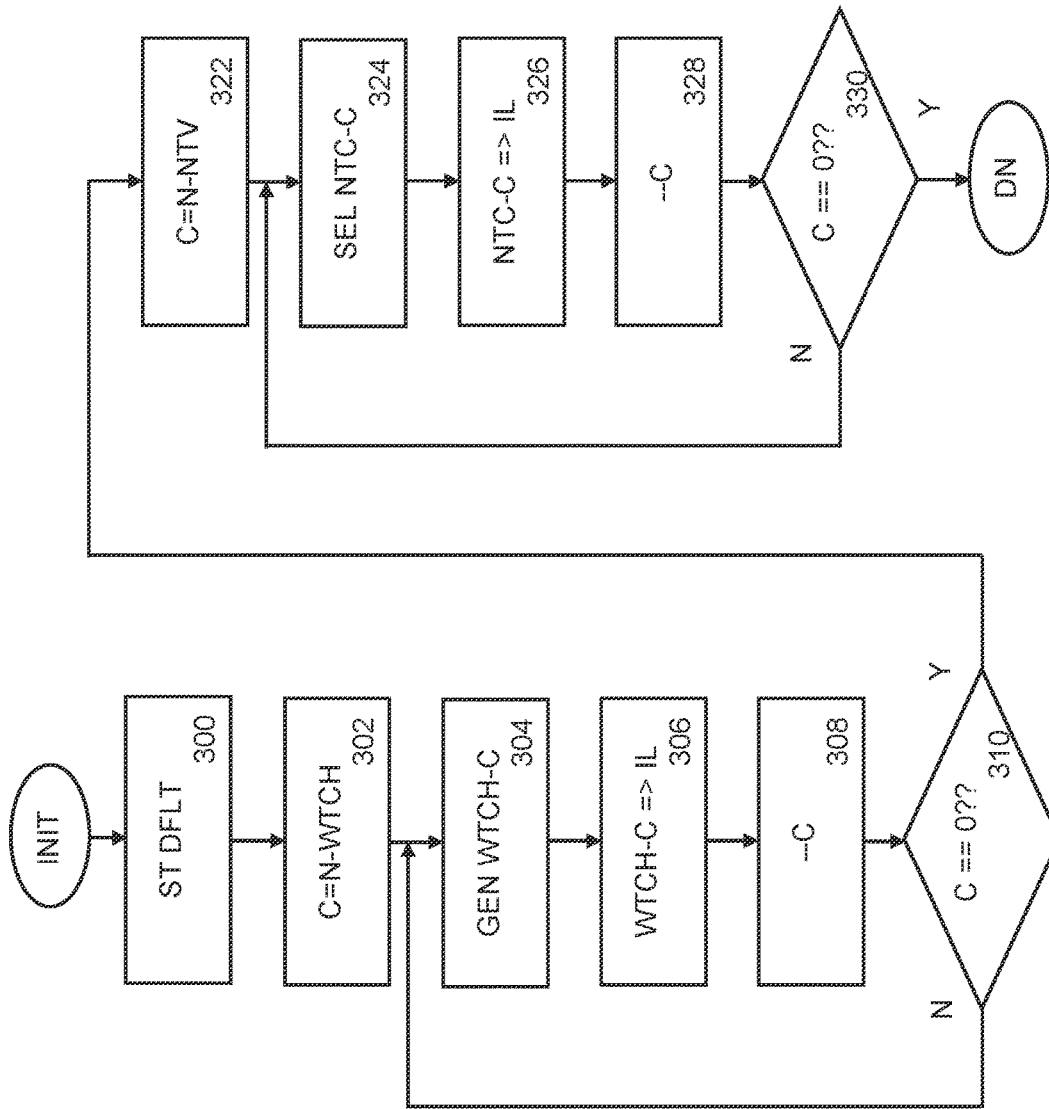 INIT
ST DFLT
300
C=N-WTCH
302
GEN WTCH-C
304
WTCH-C => IL
306
--C
308
C == 0??
310
N
Y
C=N-NTV
322
SEL NTC-C
324
NTC-C => IL
326
--C
328
C == 0??
330
N
Y
DN